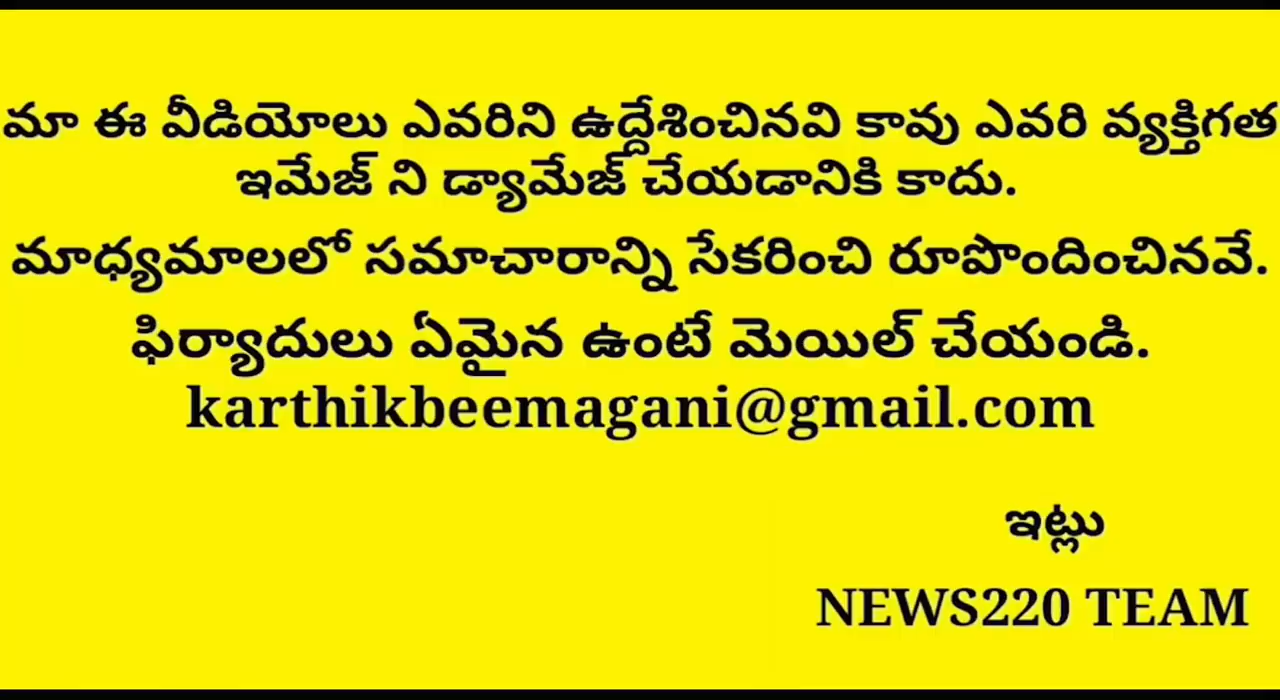 మా ఈ వీడియోలు ఎవరిని ఉద్దేశించినవి కావు ఎవరి వ్యక్తిగత
ఇమేజ్ ని డ్యామేజ్ చేయడానికి కాదు.
మాధ్యమాలలో సమాచారాన్ని సేకరించి రూపొందించినవే.
ఫిర్యాదులు ఏమైన ఉంటే మెయిల్ చేయండి.
karthikbeemagani@gmail.com
ఇట్లు
NEWS220 TEAM